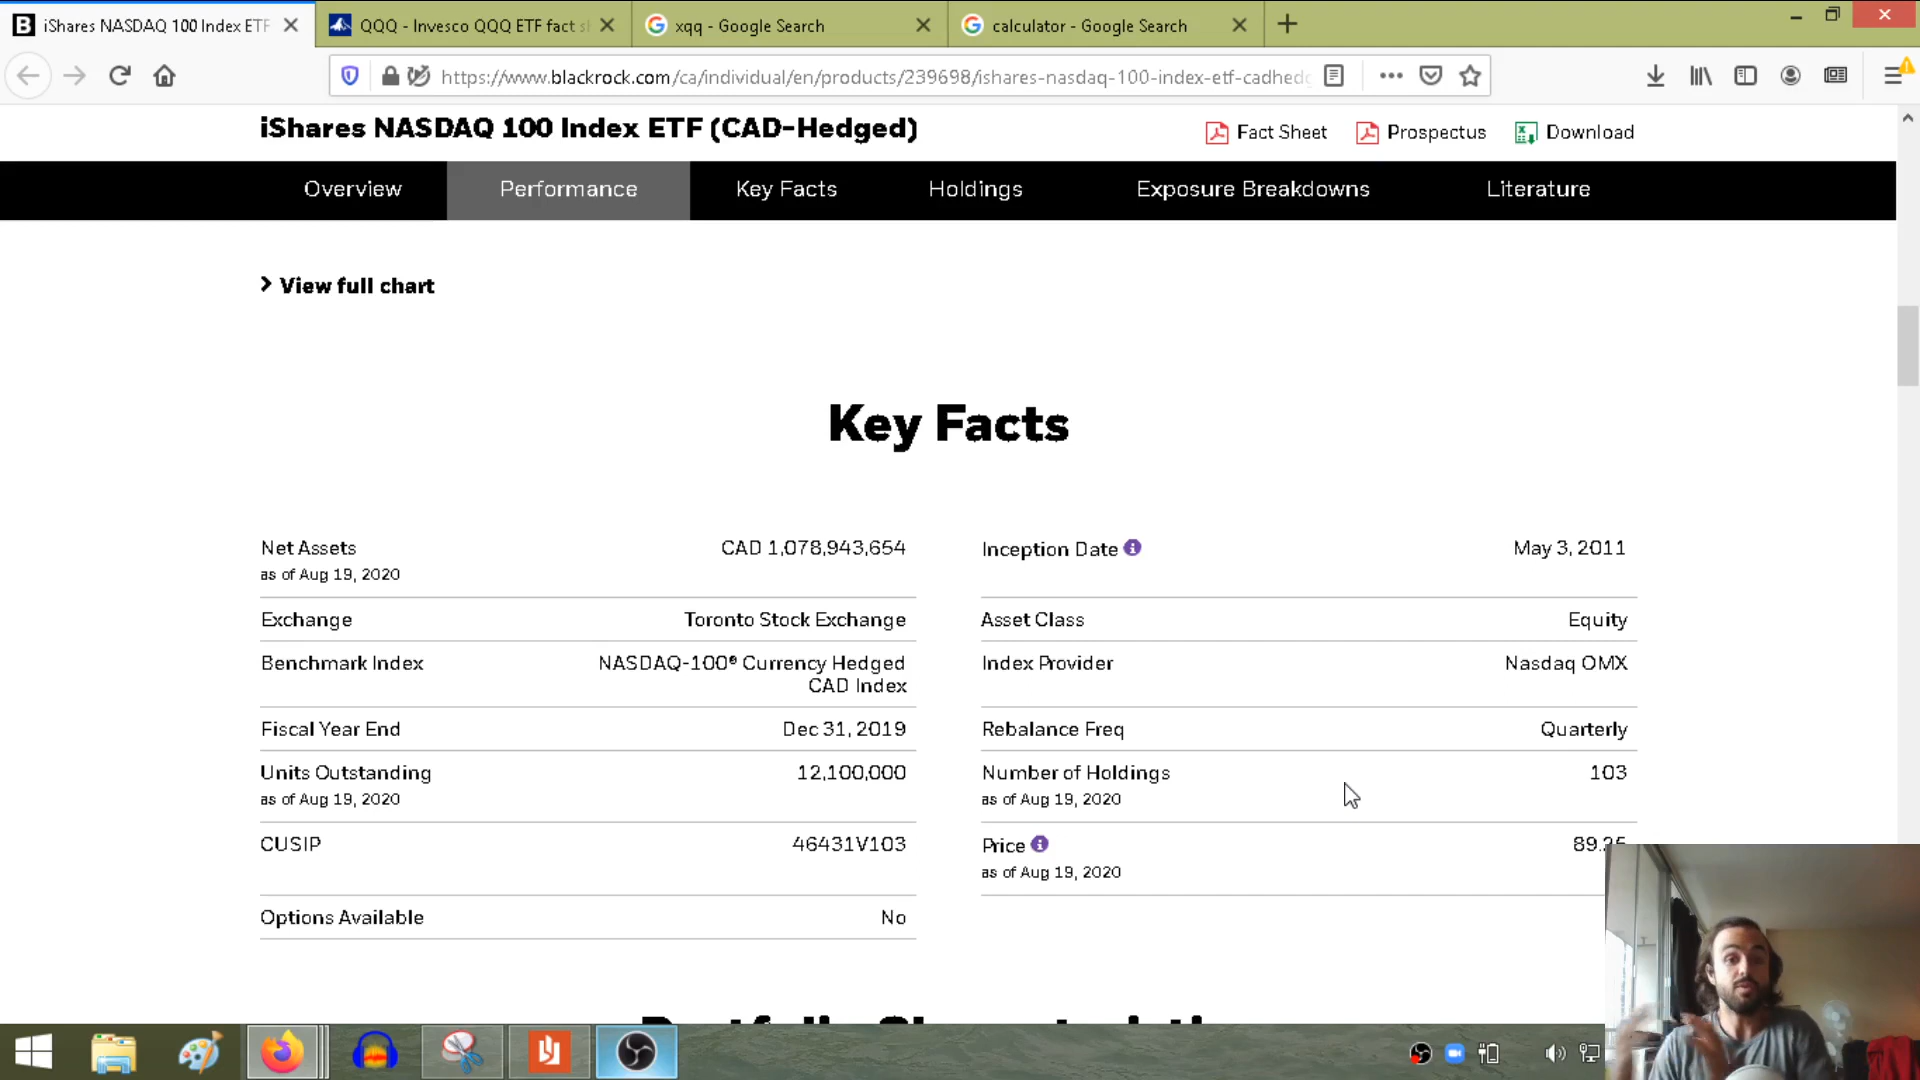 iShares NASDAQ 100 Index ETF
QQQ - Invesco QQQ ETF fact s
xqq - Google Search
calculator - Google Search
https://www.blackrock.com/ca/individual/en/products/239698/ishares-nasdaq-100-index-etf-cadhedg
iShares NASDAQ 100 Index ETF (CAD-Hedged)
Fact Sheet
Prospectus
Download
Overview
Performance
Key Facts
Holdings
Exposure Breakdowns
Literature
View full chart
Key Facts
Net Assets CAD 1,078,943,654
as of Aug 19, 2020
Exchange Toronto Stock Exchange
Benchmark Index NASDAQ-100® Currency Hedged
CAD Index
Fiscal Year End Dec 31, 2019
Units Outstanding 12,100,000
as of Aug 19, 2020
CUSIP 46431V103
Options Available No
Inception Date May 3, 2011
Asset Class Equity
Index Provider Nasdaq OMX
Rebalance Freq Quarterly
Number of Holdings 103
as of Aug 19, 2020
Price
as of Aug 19, 2020